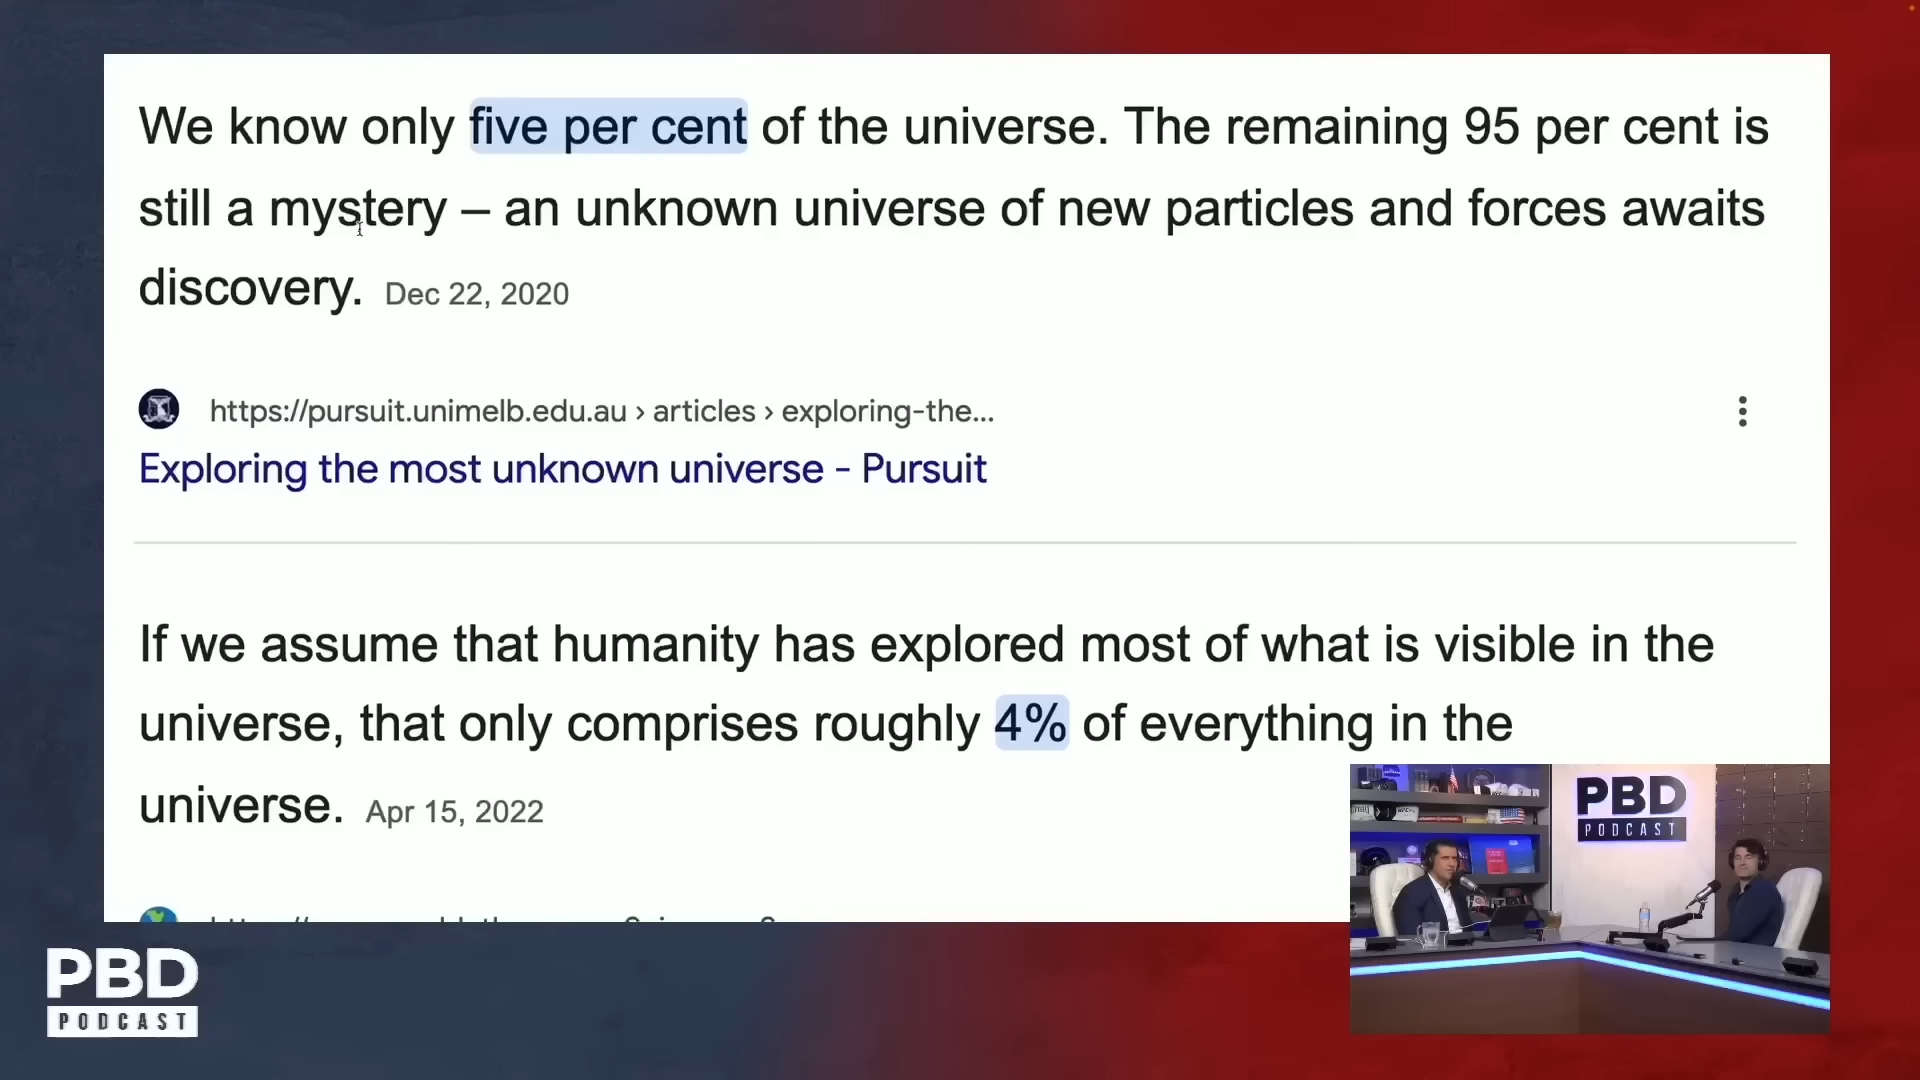 We know only five per cent of the universe. The remaining 95 per cent is
still a mystery – an unknown universe of new particles and forces awaits
discovery. Dec 22, 2020
https://pursuit.unimelb.edu.au › articles › exploring-the...
Exploring the most unknown universe - Pursuit
If we assume that humanity has explored most of what is visible in the
universe, that only comprises roughly 4% of everything in the
universe. Apr 15, 2022
PBD
PODCAST
PBD
PODCAST